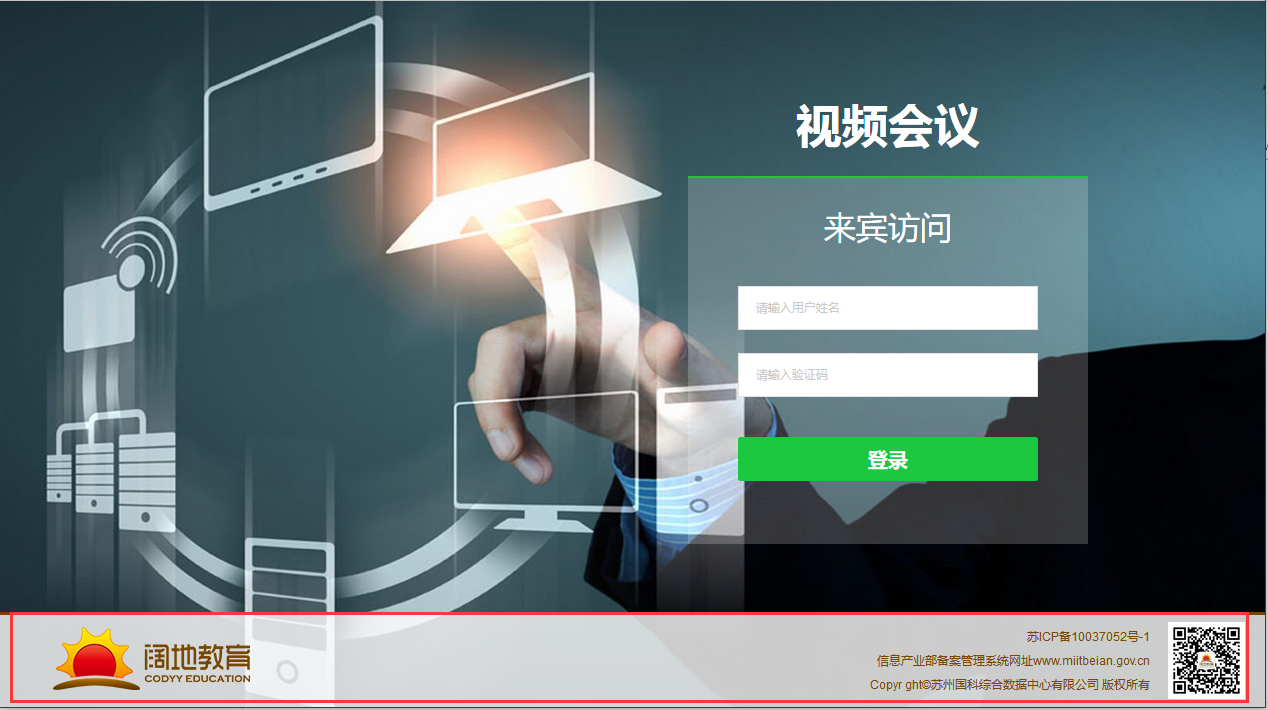 视频会议
来宾访问
请输入用户姓名
请输入验证码
登录
阔地教育
CODYY EDUCATION
苏ICP备10037052号-1
信息产业部备案管理系统网址www.miitbeian.gov.cn
Copyr ght©苏州国科综合数据中心有限公司 版权所有